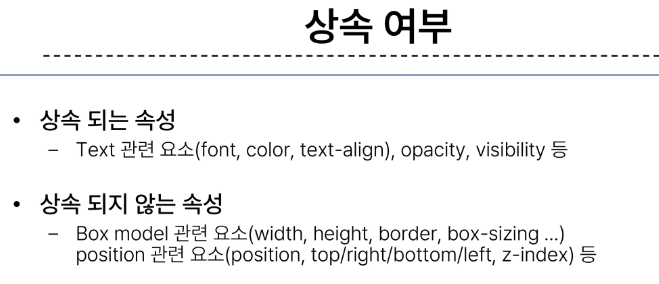 상속 여부
• 상속 되는 속성
– Text 관련 요소(font, color, text-align), opacity, visibility 등
• 상속 되지 않는 속성
– Box model 관련 요소(width, height, border, box-sizing ...)
position 관련 요소(position, top/right/bottom/left, z-index) 등